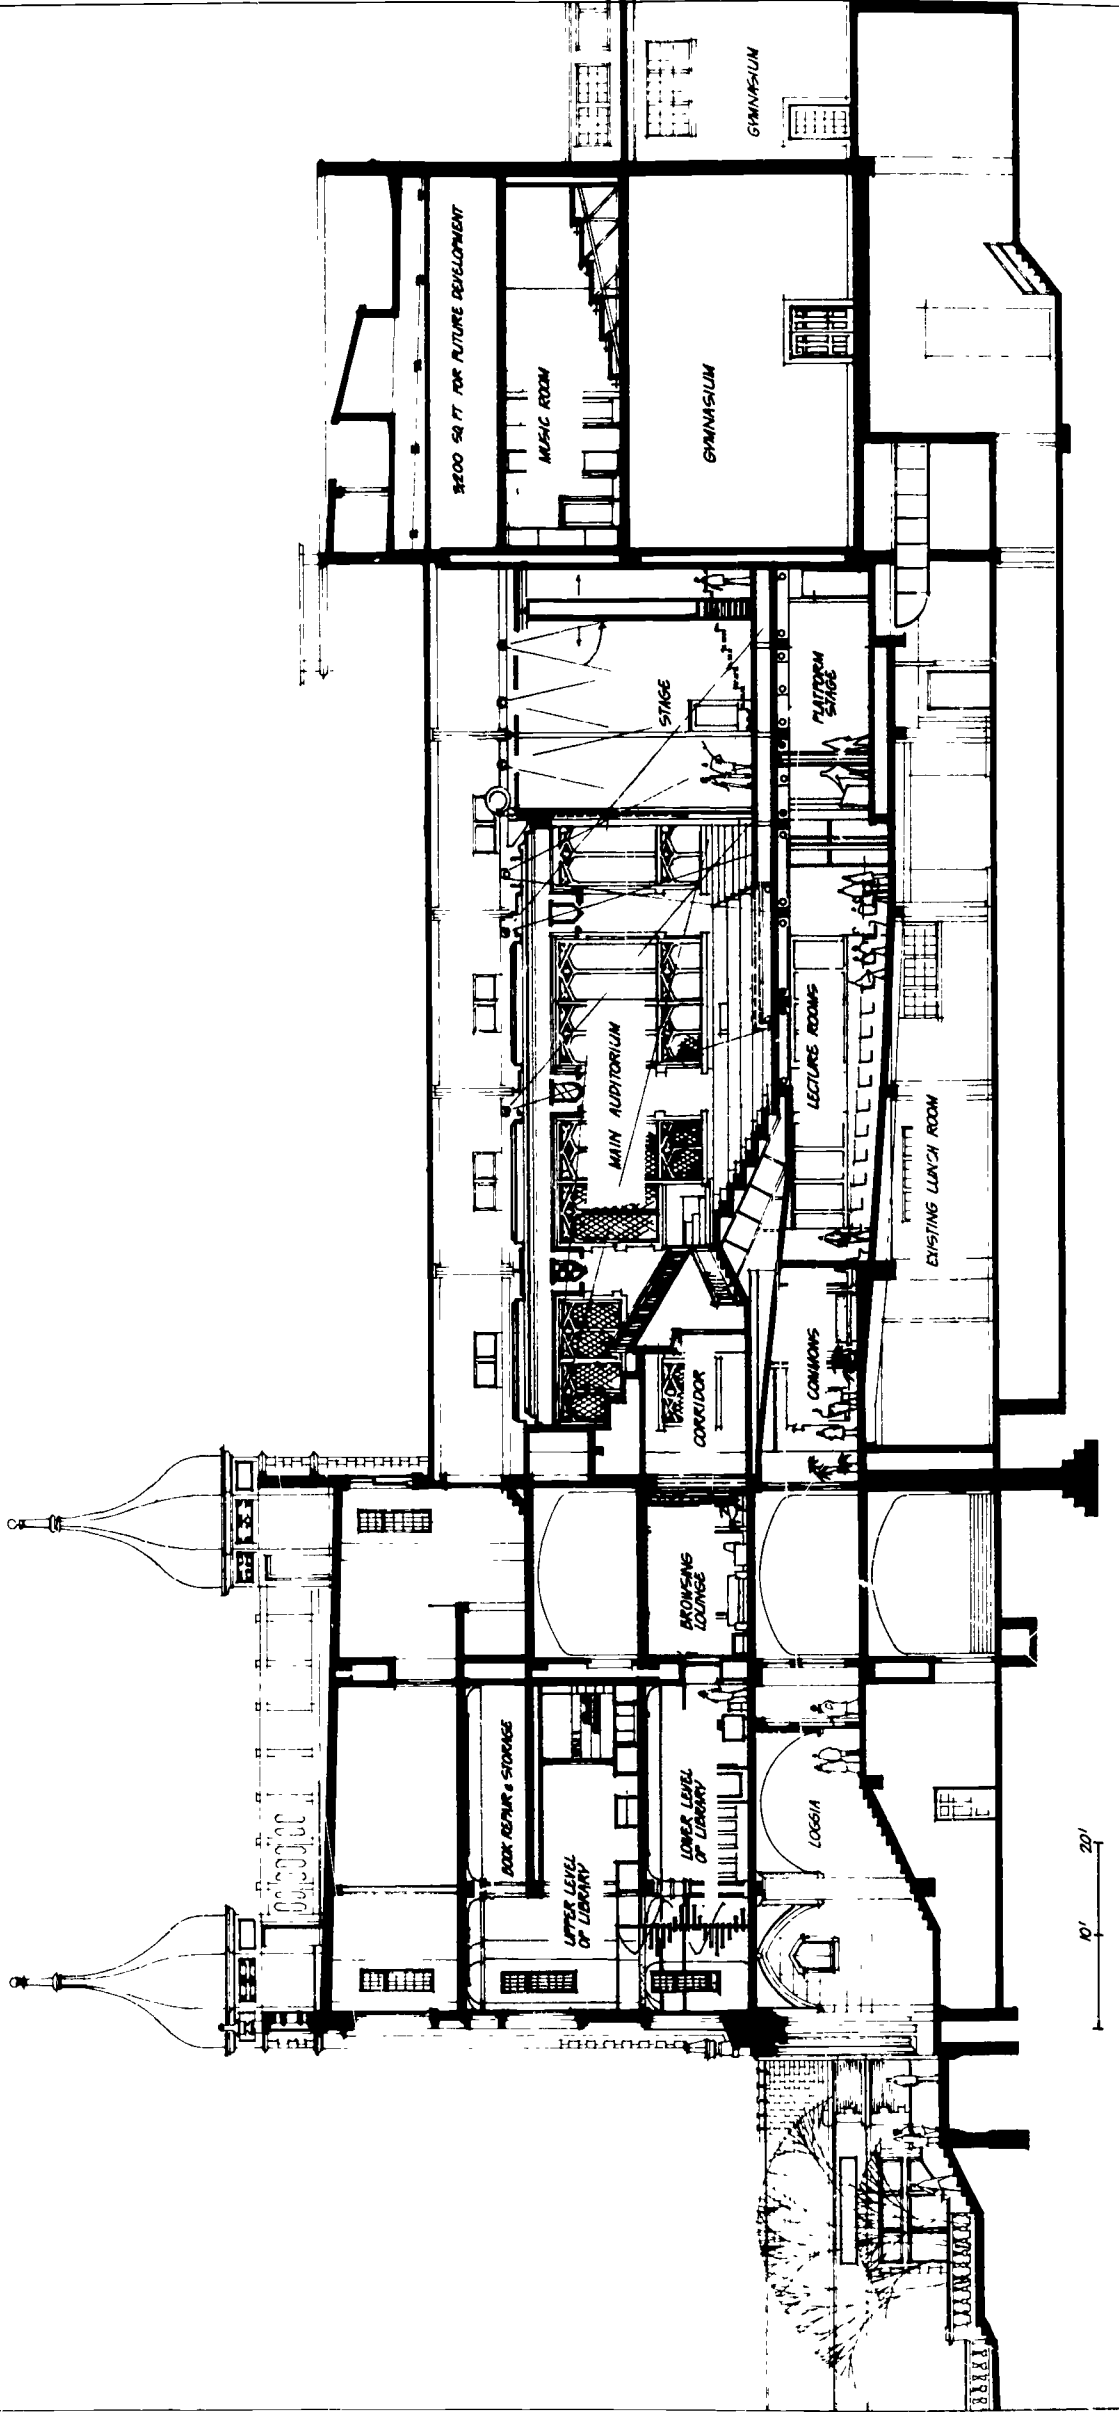 BOOK REPAIR & STORAGE
UPPER LEVEL
OF LIBRARY
LOWER LEVEL
OF LIBRARY
LOGGIA
BROWSING
LOUNGE
CORRIDOR
COMMONS
MAIN AUDITORIUM
LECTURE ROOMS
EXISTING LUNCH ROOM
STAGE
PLATFORM
STAGE
3200 SQ FT FOR FUTURE DEVELOPMENT
MUSIC ROOM
GYMNASIUM
GYMNASIUM
10' 20'